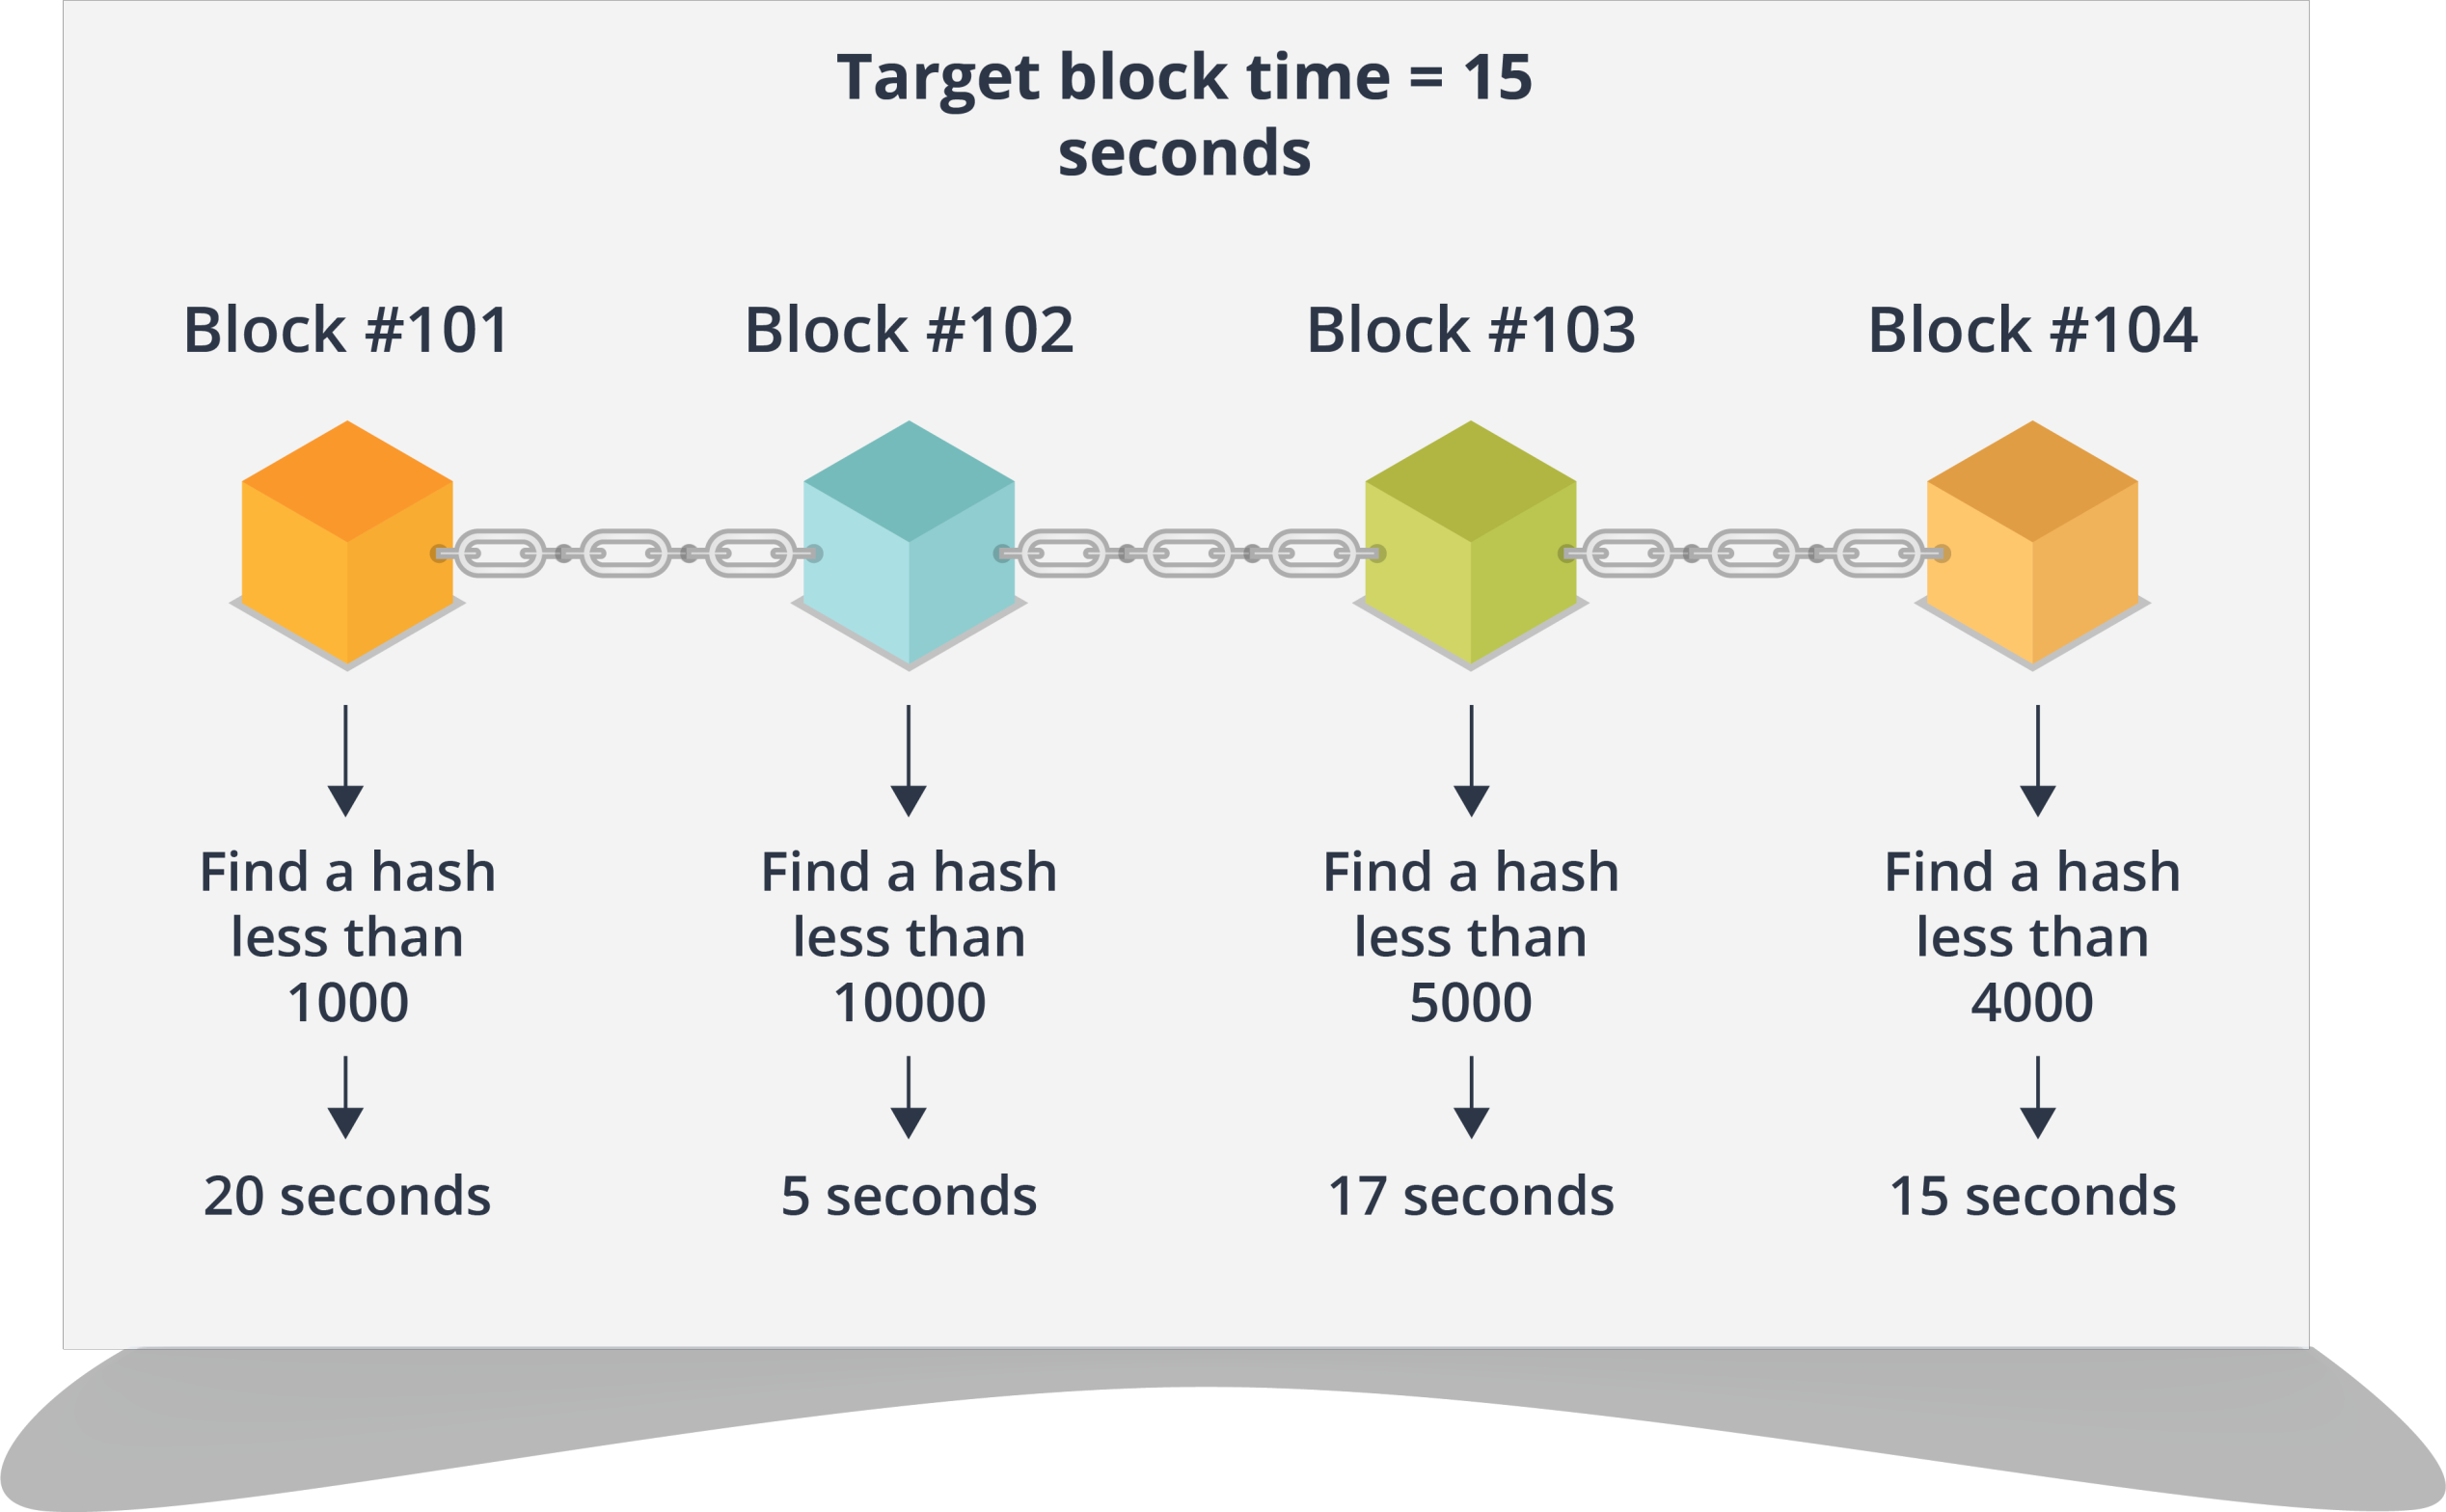 Target block time = 15
seconds
Block #101
Block #102
Block #103
Block #104
Find a hash
less than
1000
Find a hash
less than
10000
Find a hash
less than
5000
Find a hash
less than
4000
20 seconds
5 seconds
17 seconds
15 seconds